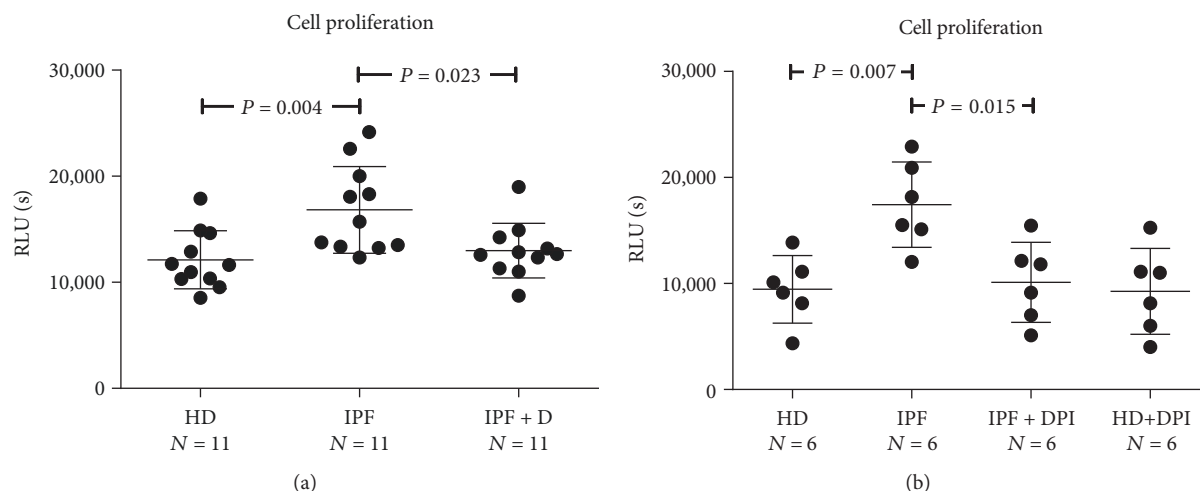 Cell proliferation
30,000
20,000
10,000
0
RLU (s)
P = 0.004
P = 0.023
HD
N = 11
IPF
N = 11
IPF + D
N = 11
(a)
Cell proliferation
30,000
20,000
10,000
0
RLU (s)
P = 0.007
P = 0.015
HD
N = 6
IPF
N = 6
IPF + DPI
N = 6
HD+DPI
N = 6
(b)